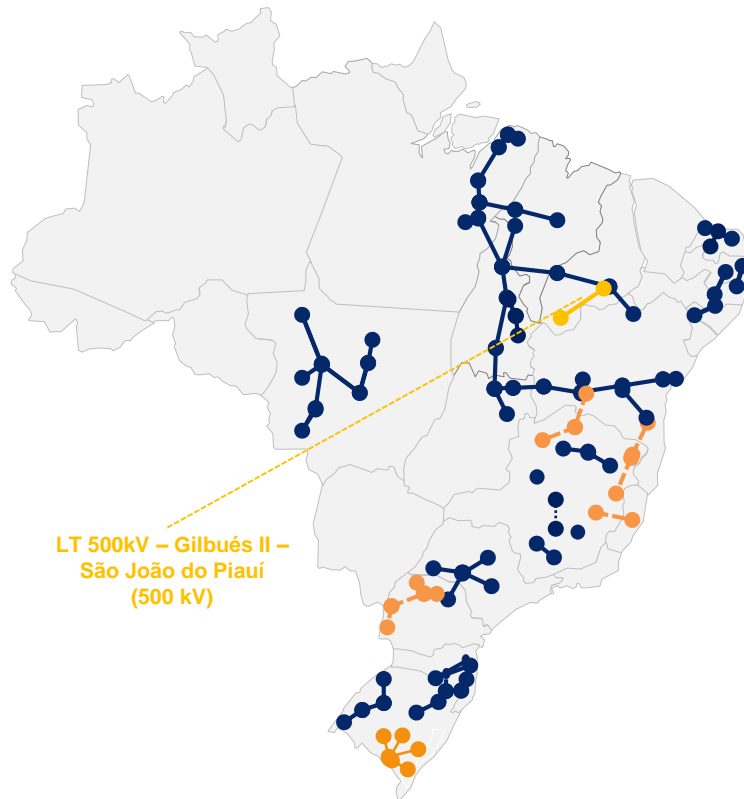 LT 500kV – Gilbués II –
São João do Piauí
(500 kV)